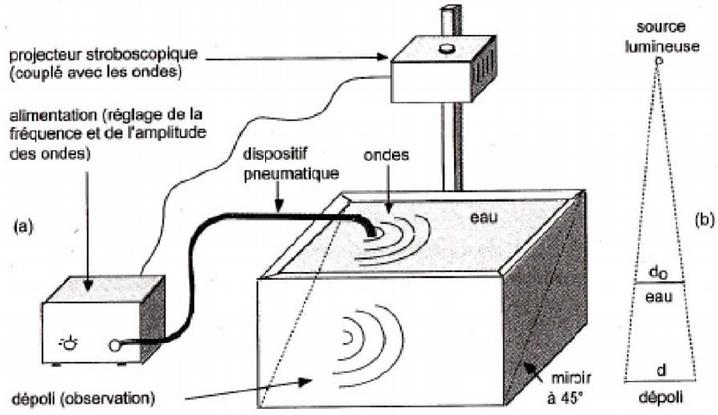 projecteur stroboscopique
(couplé avec les ondes)
alimentation (réglage de la
fréquence et de l'amplitude
des ondes)
dispositif
pneumatique
ondes
eau
(a)
dépoli (observation)
miroir
à 45°
source
lumineuse
(b)
do
eau
d
dépoli